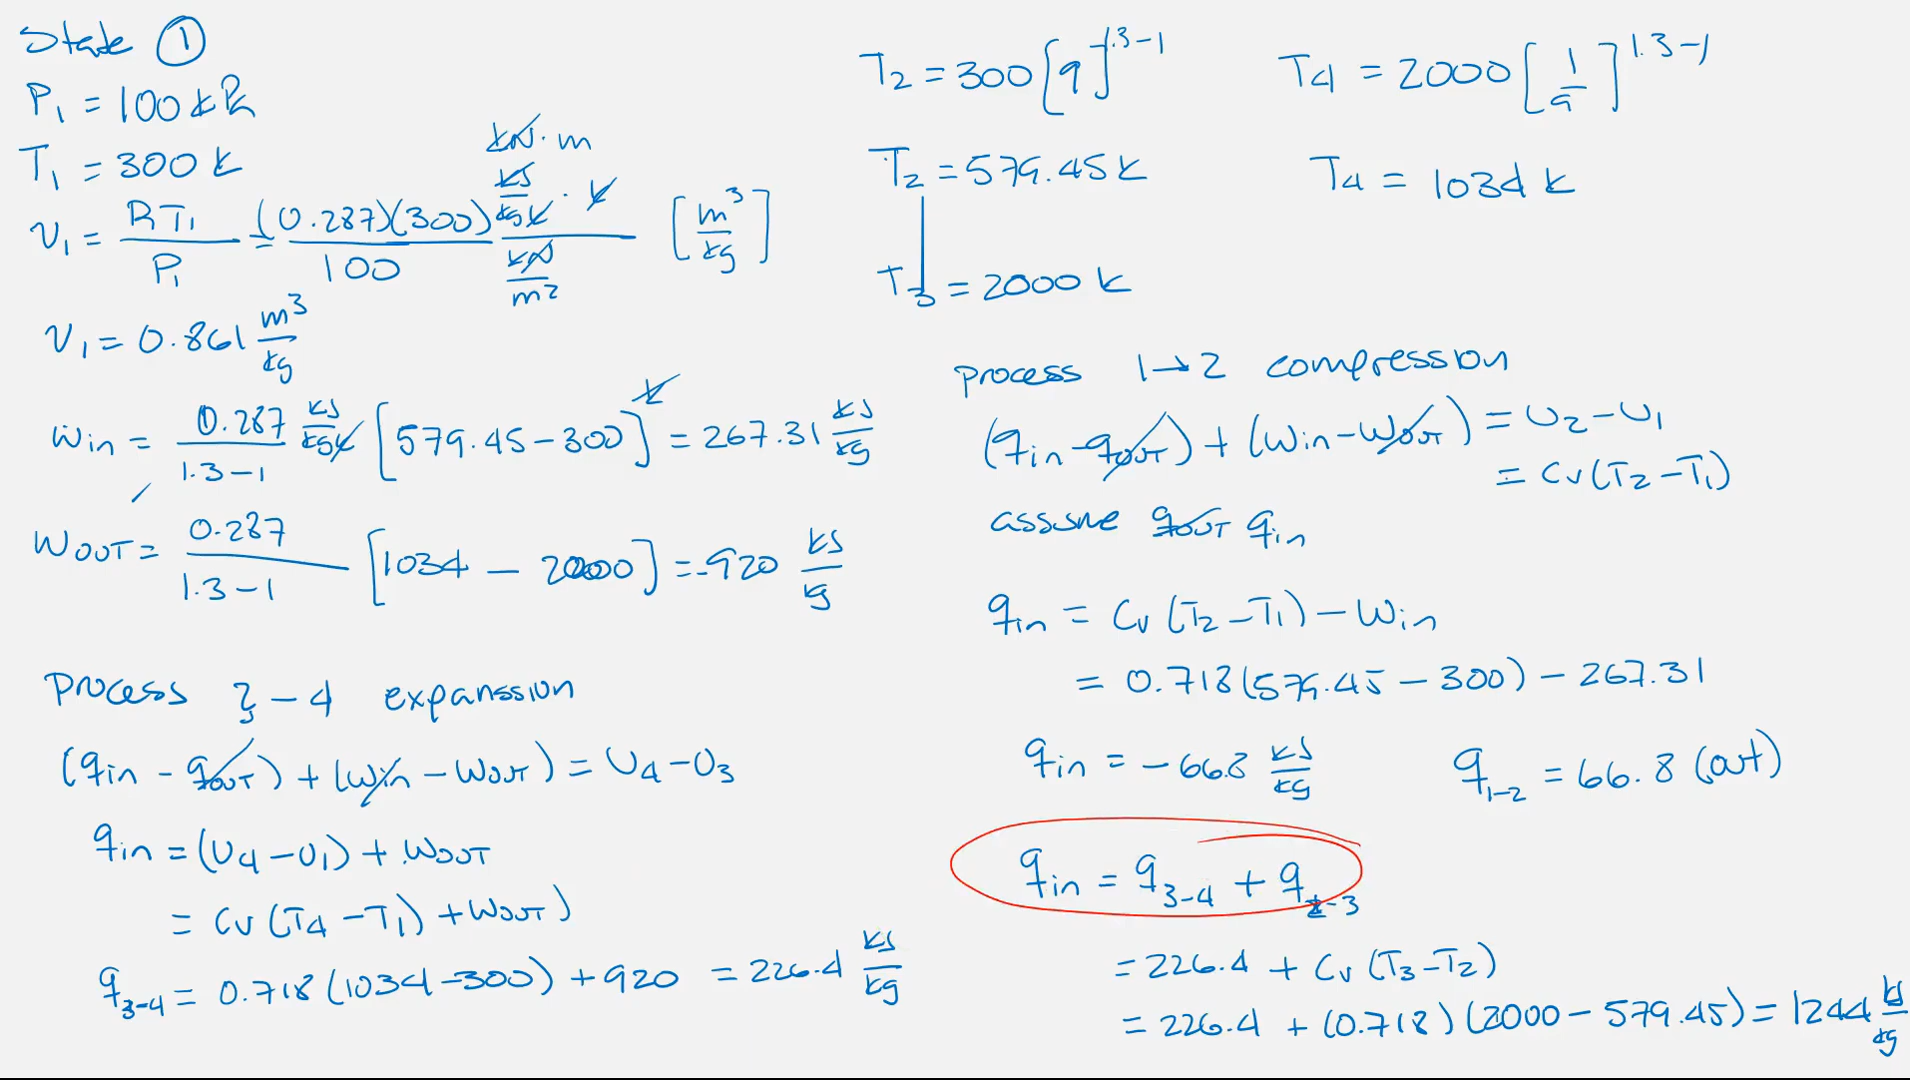 State ①
P₁ = 100 kPa
T₁ = 300 k
v₁ = RT₁/P₁ = (0.287)(300)/100 (kN·m/kJ/kgk · k)/(kN/m²) [m³/kg]
v₁ = 0.861 m³/kg
Win = 0.287/(1.3-1) kJ/kgk [579.45-300] k = 267.31 kJ/kg
WOUT = 0.287/(1.3-1) [1034 - 2000] = -920 kJ/kg
Process 3-4 expanssion
(qin - qout) + (win - wout) = U4-U3
qin = (U4-U1) + WOUT
= Cv(T4-T1) + WOUT)
q3-4 = 0.718(1034-300) + 920 = 226.4 kJ/kg
T2 = 300[9]^1.3-1
T2 = 579.45 k
T3 = 2000 k
T4 = 2000[1/9]^1.3-1
T4 = 1034 k
process 1→2 compression
(qin - qout) + (win - wout) = U2-U1
= Cv(T2-T1)
assume qout qin
qin = Cv(T2-T1) - Win
= 0.718(579.45-300) - 267.31
qin = -66.8 kJ/kg
q1-2 = 66.8 (out)
qin = q3-4 + q2-3
= 226.4 + Cv(T3-T2)
= 226.4 + (0.718)(2000-579.45) = 1244 kJ/kg